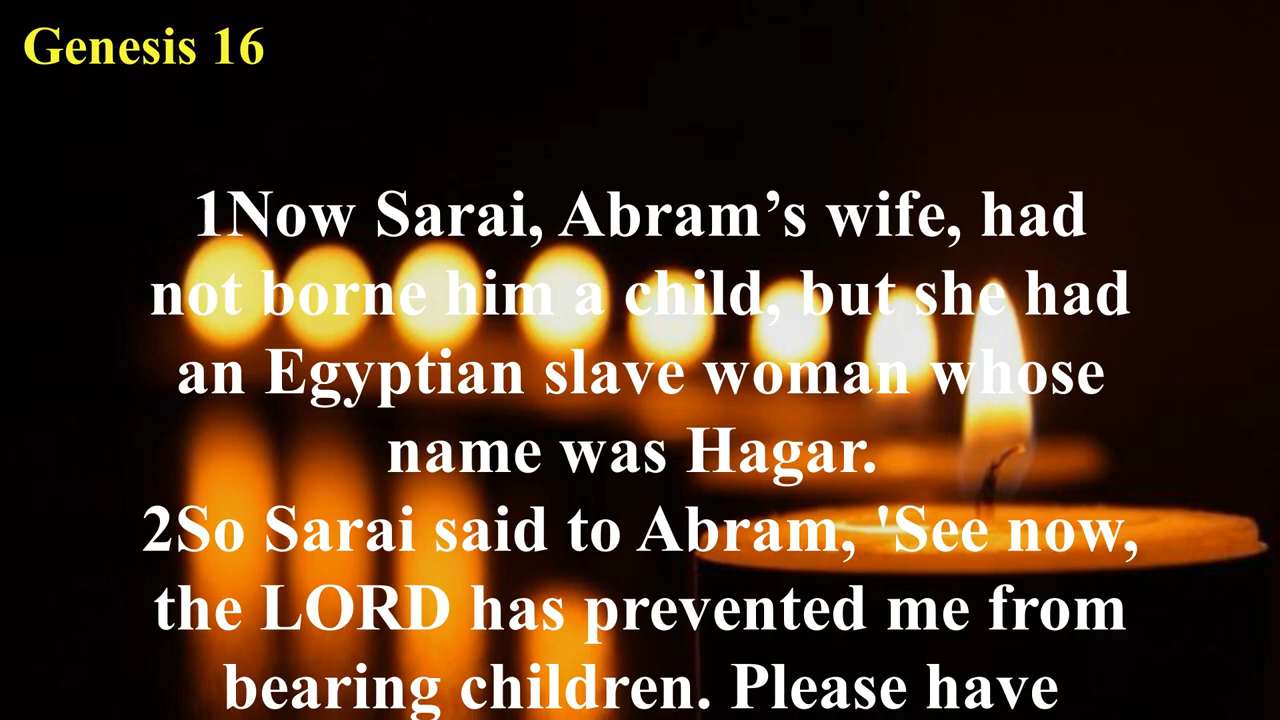 Genesis 16
1Now Sarai, Abram’s wife, had
not borne him a child, but she had
an Egyptian slave woman whose
name was Hagar.
2So Sarai said to Abram, 'See now,
the LORD has prevented me from
bearing children. Please have